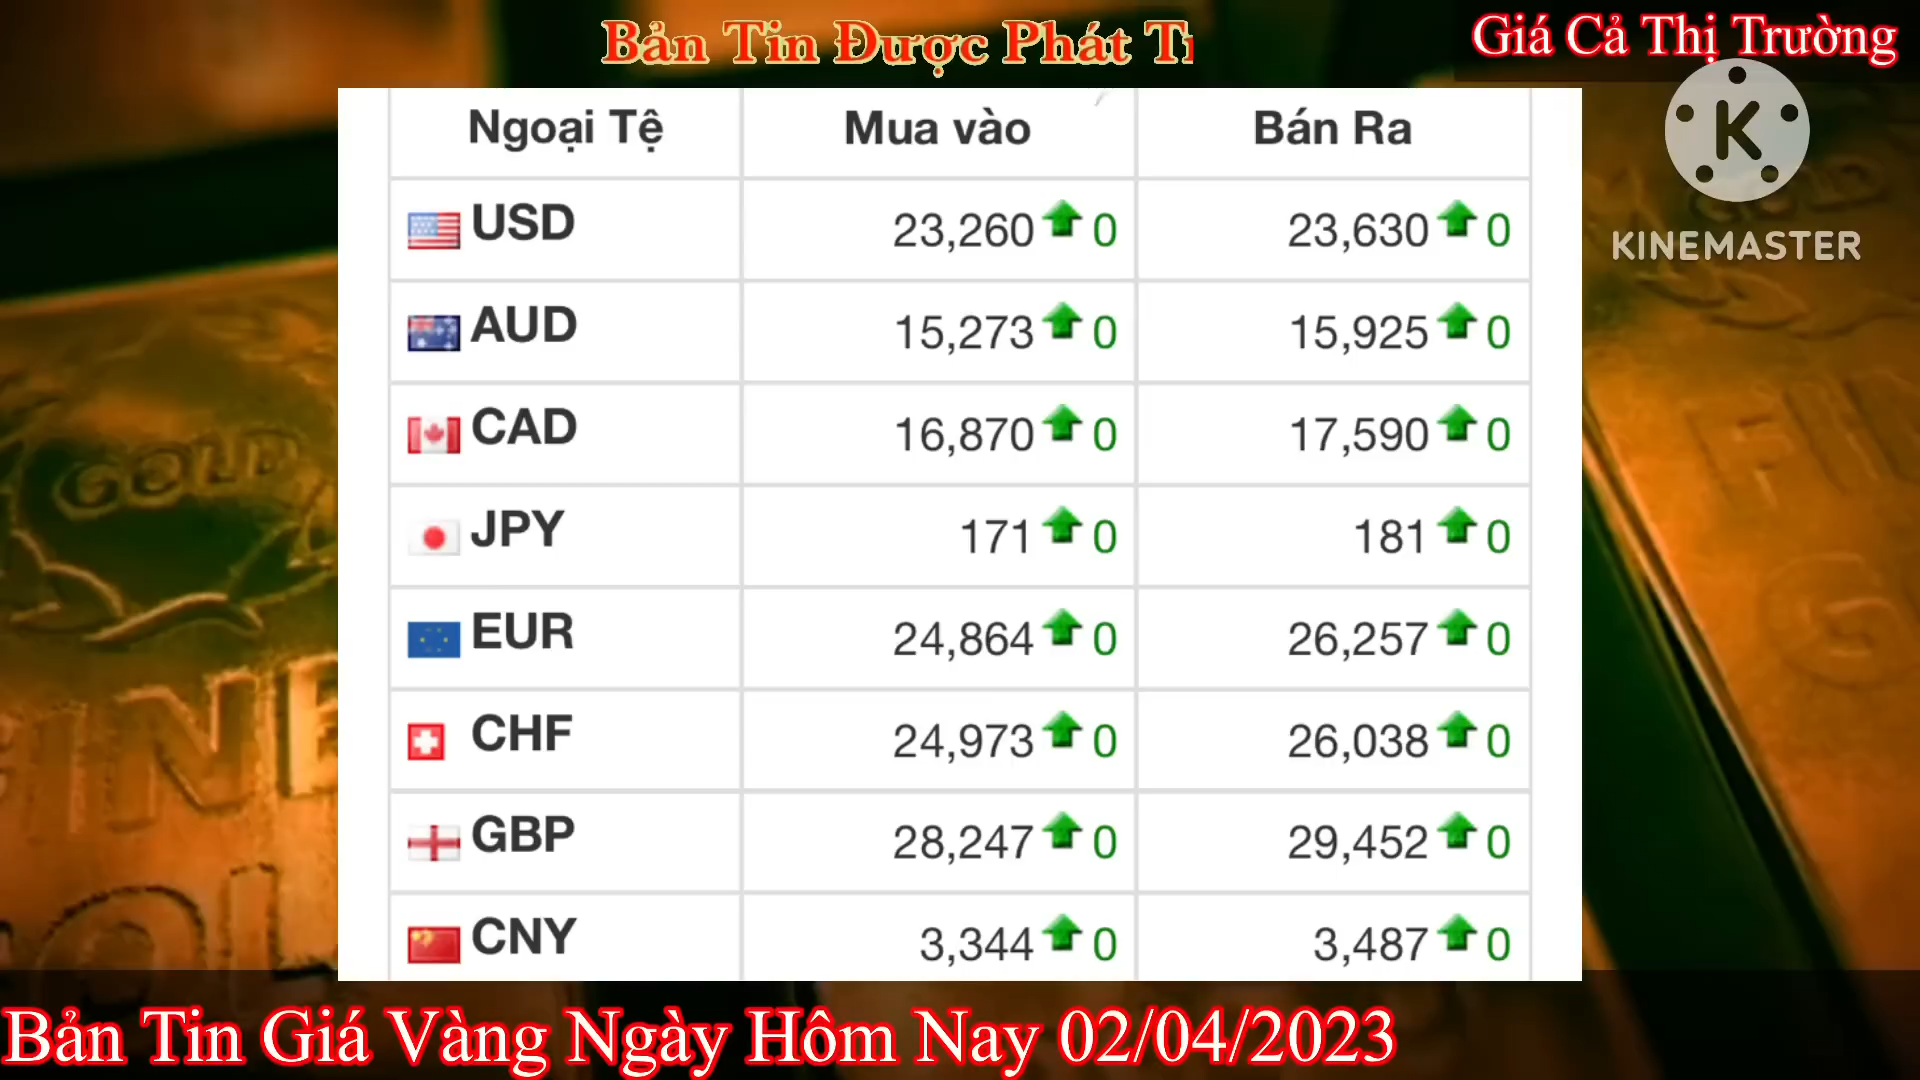 Bản Tin Được Phát
Giá Cả Thị Trường
K
KINEMASTER
Ngoại Tệ Mua vào Bán Ra
USD 23,260 0 23,630 0
AUD 15,273 0 15,925 0
CAD 16,870 0 17,590 0
JPY 171 0 181 0
EUR 24,864 0 26,257 0
CHF 24,973 0 26,038 0
GBP 28,247 0 29,452 0
CNY 3,344 0 3,487 0
GOLD
FINE
Bản Tin Giá Vàng Ngày Hôm Nay 02/04/2023